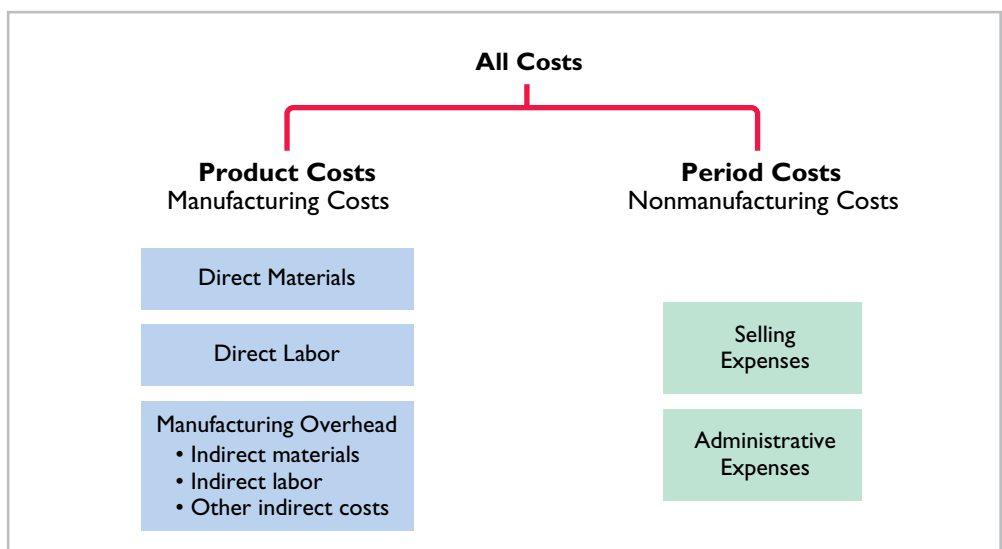 All Costs
Product Costs
Manufacturing Costs
Direct Materials
Direct Labor
Manufacturing Overhead
• Indirect materials
• Indirect labor
• Other indirect costs
Period Costs
Nonmanufacturing Costs
Selling
Expenses
Administrative
Expenses